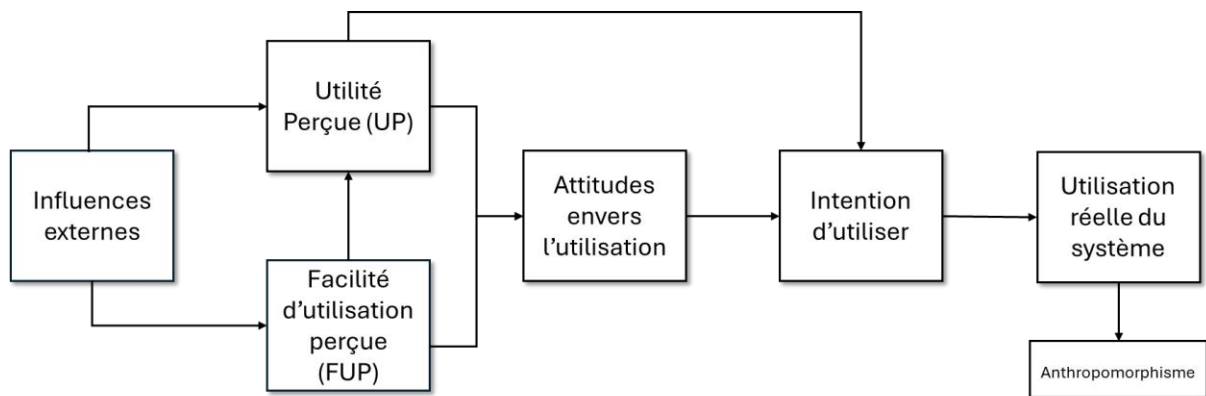 Utilité
Perçue (UP)
Influences
externes
Facilité
d’utilisation
perçue
(FUP)
Attitudes
envers
l’utilisation
Intention
d’utiliser
Utilisation
réelle du
système
Anthropomorphisme